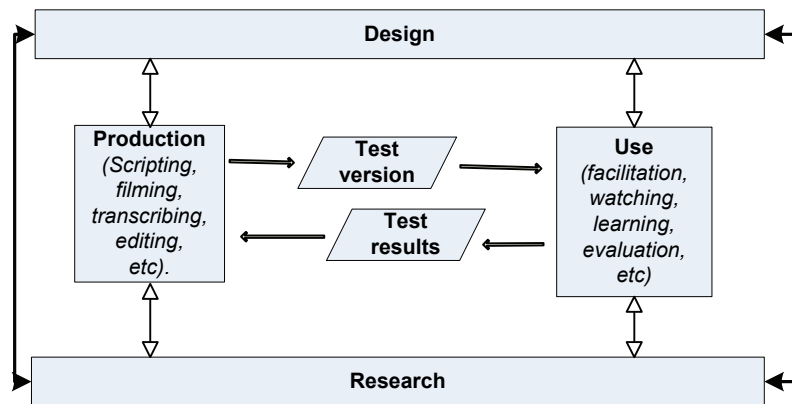 Design
Production
(Scripting,
filming,
transcribing,
editing,
etc).
Test
version
Test
results
Use
(facilitation,
watching,
learning,
evaluation,
etc)
Research